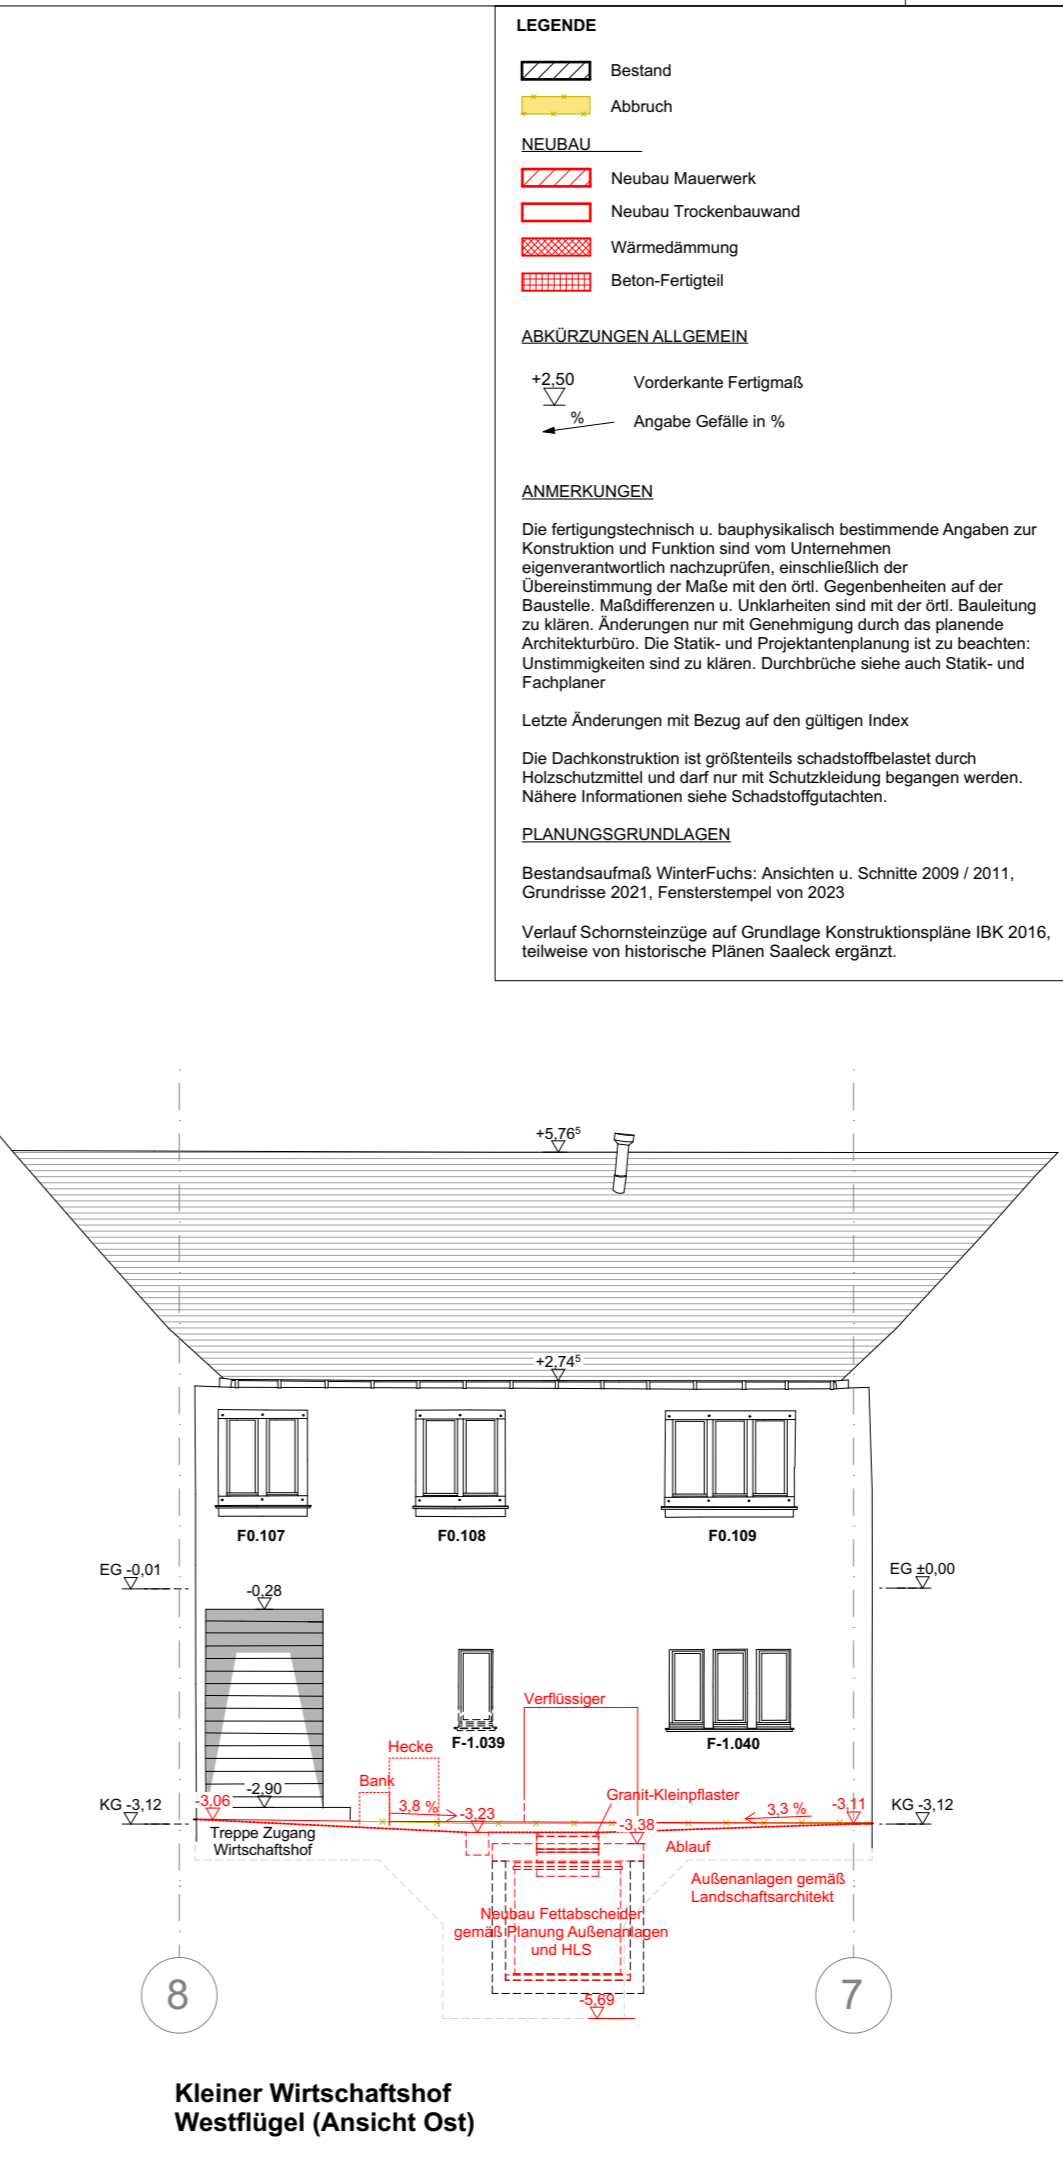 LEGENDE
Bestand
Abbruch
NEUBAU
Neubau Mauerwerk
Neubau Trockenbauwand
Wärmedämmung
Beton-Fertigteil
ABKÜRZUNGEN ALLGEMEIN
+2,50 Vorderkante Fertigmaß
% Angabe Gefälle in %
ANMERKUNGEN
Die fertigungstechnisch u. bauphysikalisch bestimmende Angaben zur
Konstruktion und Funktion sind vom Unternehmen
eigenverantwortlich nachzuprüfen, einschließlich der
Übereinstimmung der Maße mit den örtl. Gegenbenheiten auf der
Baustelle. Maßdifferenzen u. Unklarheiten sind mit der örtl. Bauleitung
zu klären. Änderungen nur mit Genehmigung durch das planende
Architekturbüro. Die Statik- und Projektantenplanung ist zu beachten:
Unstimmigkeiten sind zu klären. Durchbrüche siehe auch Statik- und
Fachplaner
Letzte Änderungen mit Bezug auf den gültigen Index
Die Dachkonstruktion ist größtenteils schadstoffbelastet durch
Holzschutzmittel und darf nur mit Schutzkleidung begangen werden.
Nähere Informationen siehe Schadstoffgutachten.
PLANUNGSGRUNDLAGEN
Bestandsaufmaß WinterFuchs: Ansichten u. Schnitte 2009 / 2011,
Grundrisse 2021, Fensterstempel von 2023
Verlauf Schornsteinzüge auf Grundlage Konstruktionspläne IBK 2016,
teilweise von historische Plänen Saaleck ergänzt.
+5,76⁵
+2,74⁵
F0.107 F0.108 F0.109
EG -0,01 EG ±0,00
-0,28
Verflüssiger
F-1.039 F-1.040
Hecke
Bank
-2,90
Granit-Kleinpflaster
KG -3,12 -3,06 3,8 % -3,23 -3,38 3,3 % -3,11 KG -3,12
Treppe Zugang
Wirtschaftshof
Ablauf
Außenanlagen gemäß
Landschaftsarchitekt
Neubau Fettabscheider
gemäß Planung Außenanlagen
und HLS
-5,69
8 7
Kleiner Wirtschaftshof
Westflügel (Ansicht Ost)